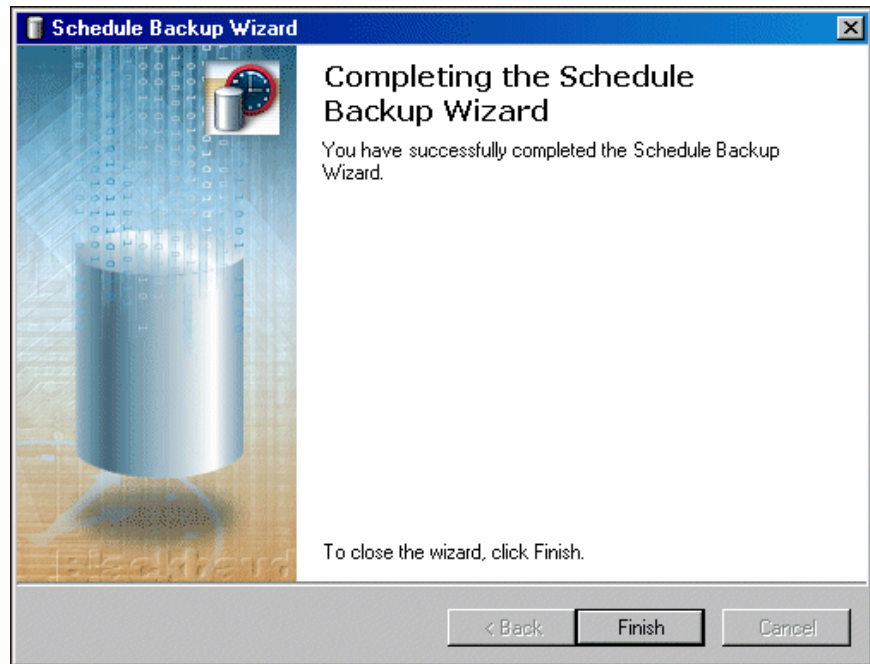 Schedule Backup Wizard
Completing the Schedule
Backup Wizard
You have successfully completed the Schedule Backup
Wizard.
To close the wizard, click Finish.
Blackbaud
< Back
Finish
Cancel